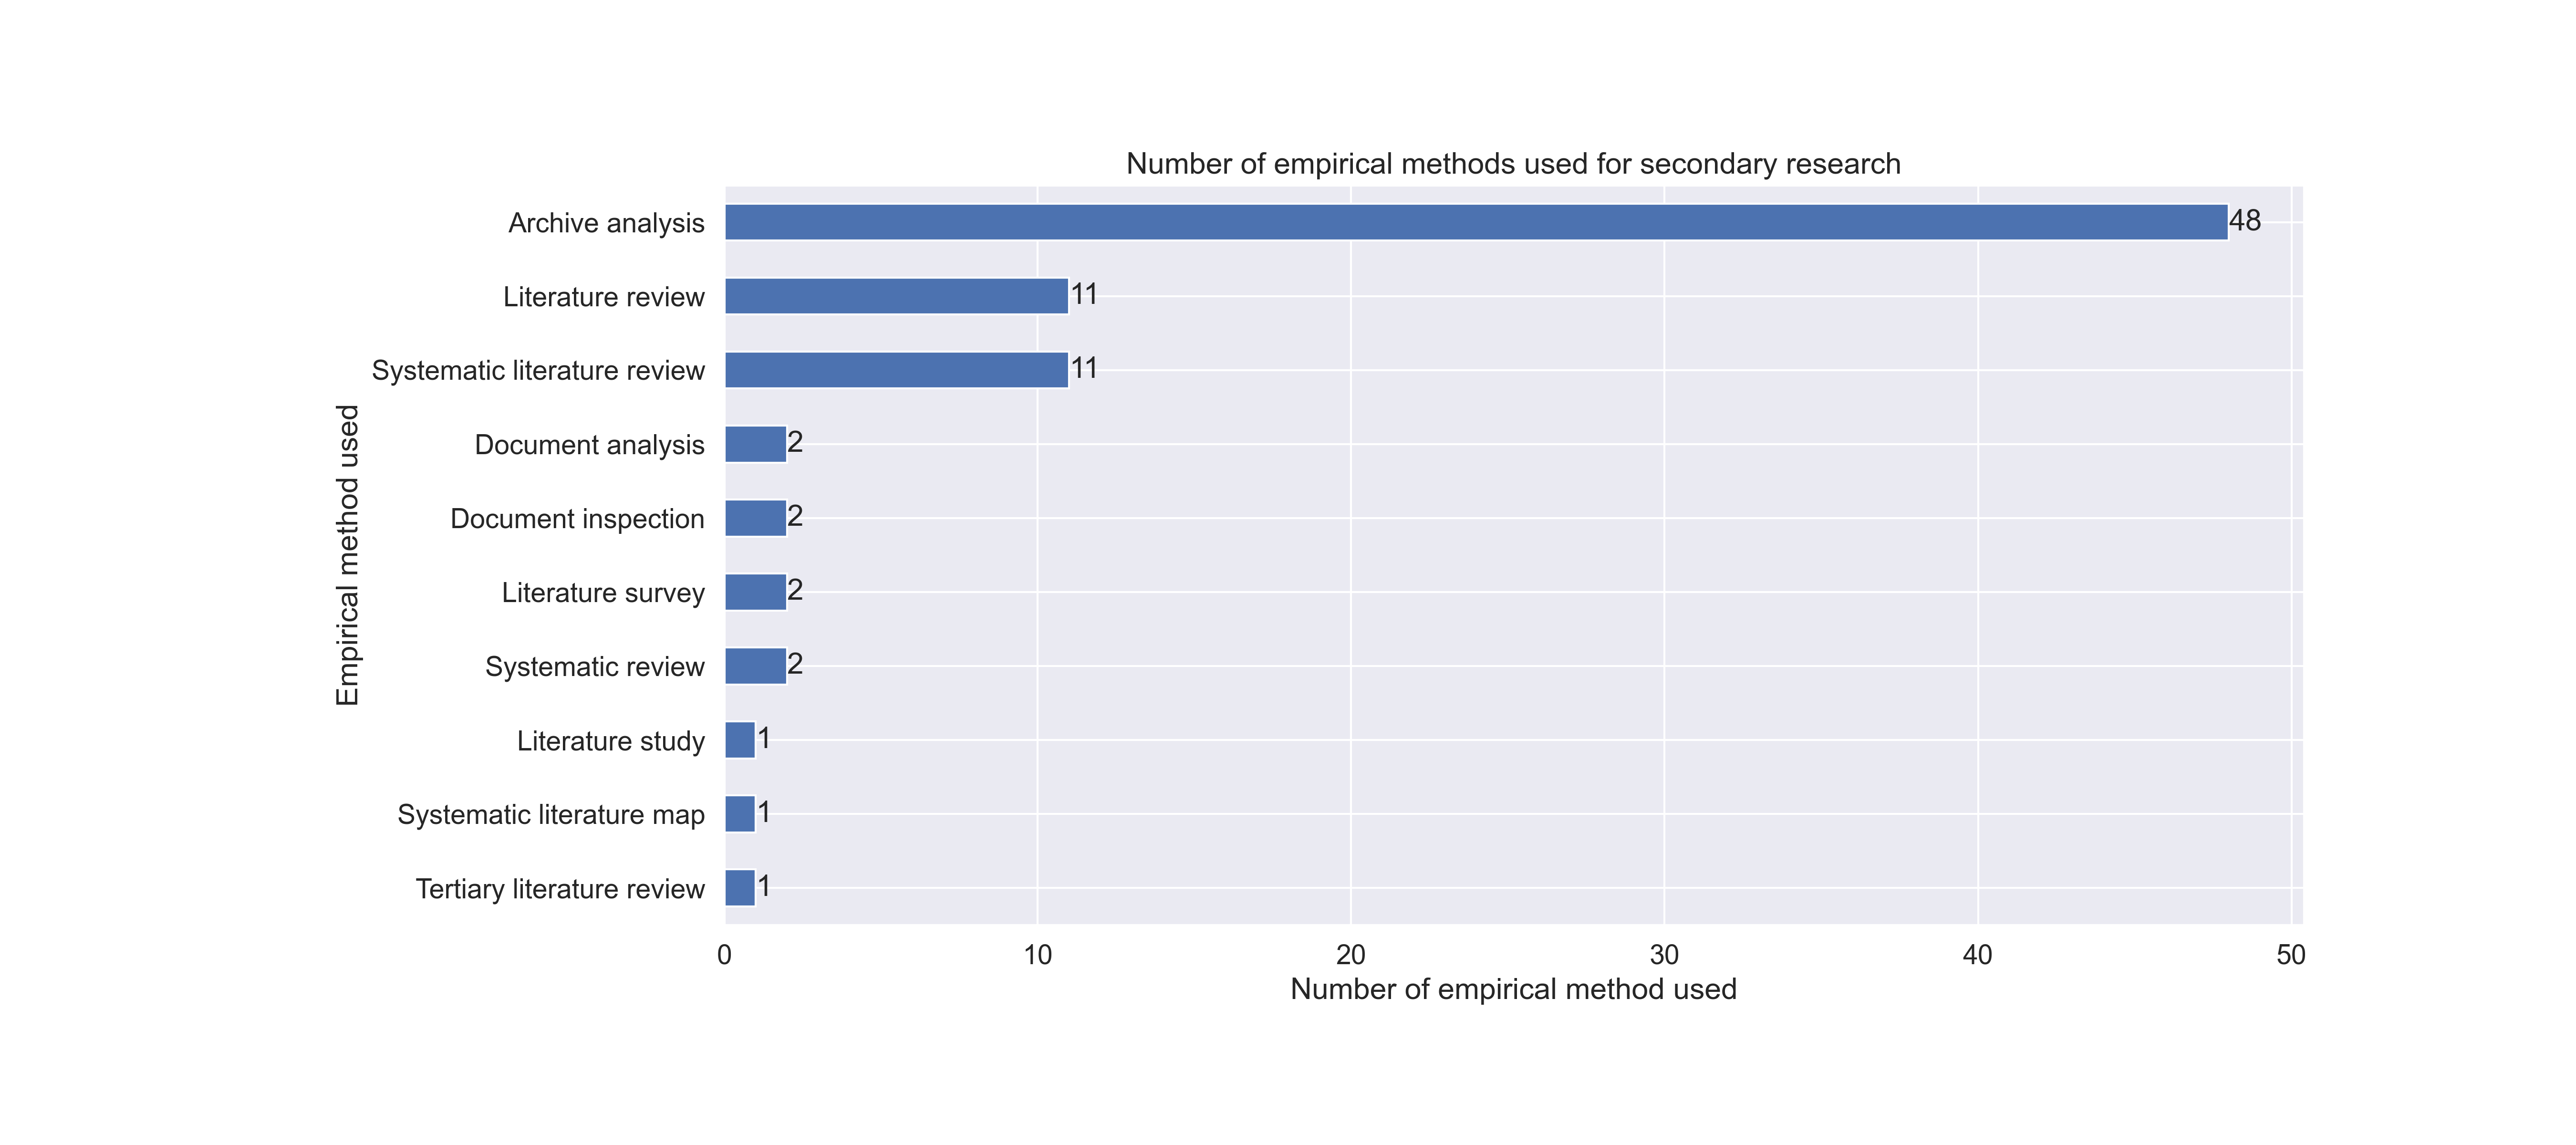 Number of empirical methods used for secondary research
Archive analysis 48
Literature review 11
Systematic literature review 11
Document analysis 2
Document inspection 2
Literature survey 2
Systematic review 2
Literature study 1
Systematic literature map 1
Tertiary literature review 1
Empirical method used
0 10 20 30 40 50
Number of empirical method used